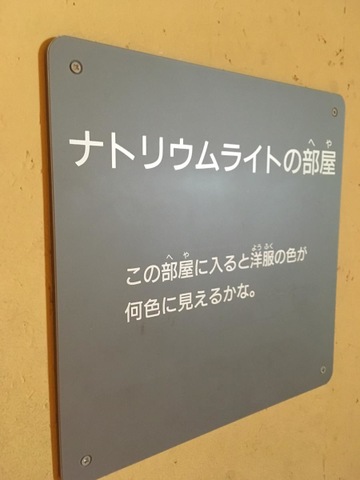 ナトリウムライトの部屋
この部屋に入ると洋服の色が
何色に見えるかな。